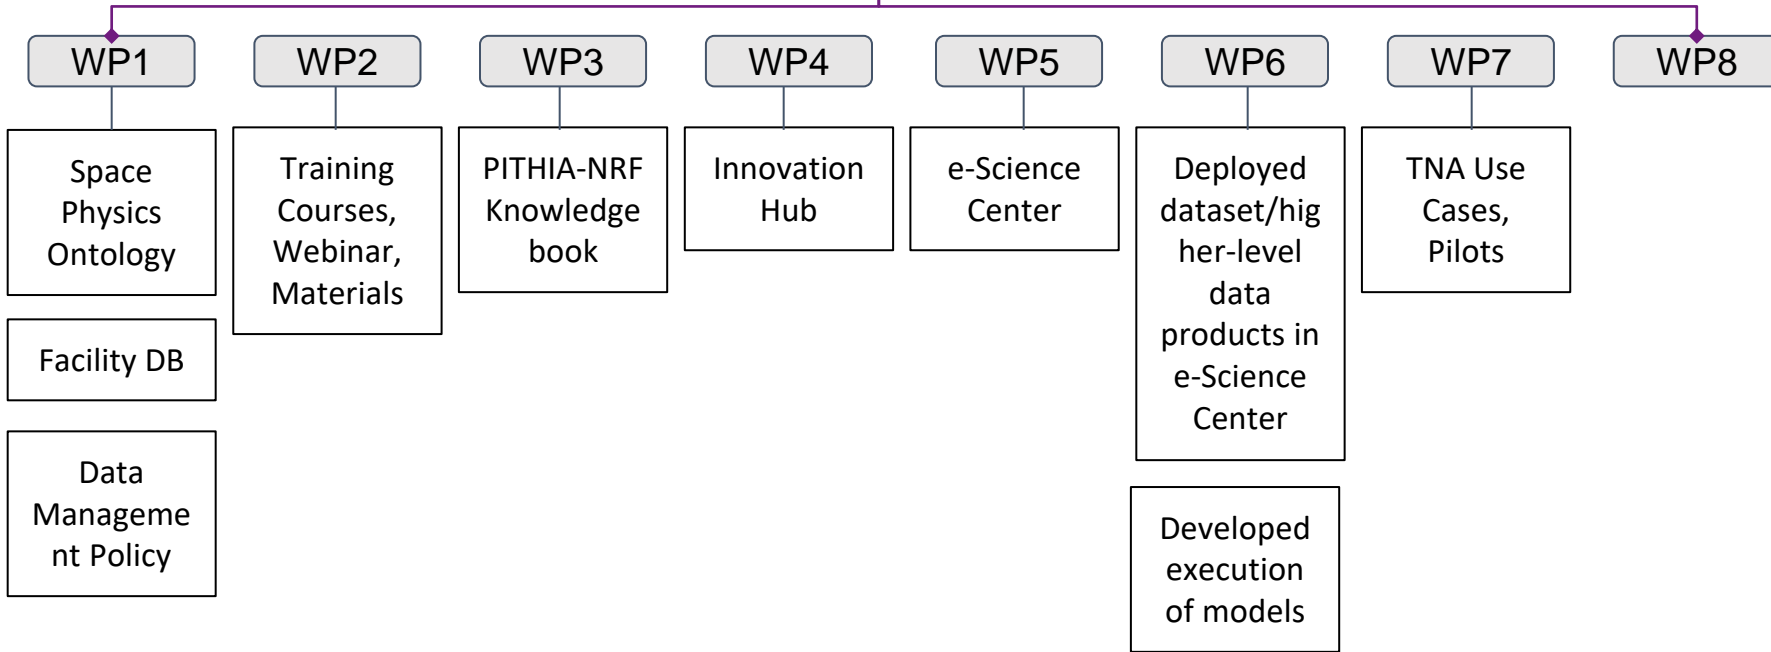 WP1
WP2
WP3
WP4
WP5
WP6
WP7
WP8
Space
Physics
Ontology
Facility DB
Data
Manageme
nt Policy
Training
Courses,
Webinar,
Materials
PITHIA-NRF
Knowledge
book
Innovation
Hub
e-Science
Center
Deployed
dataset/hig
her-level
data
products in
e-Science
Center
Developed
execution
of models
TNA Use
Cases,
Pilots